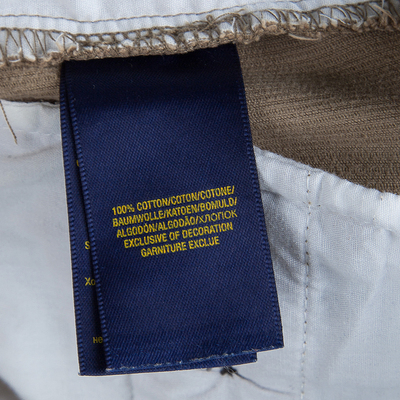 100% COTTON/COTON/COTONE/
BAUMWOLLE/KATOEN/BOMULD/
ALGODÓN/ALGODÃO/ХЛОПОК
EXCLUSIVE OF DECORATION
GARNITURE EXCLUE